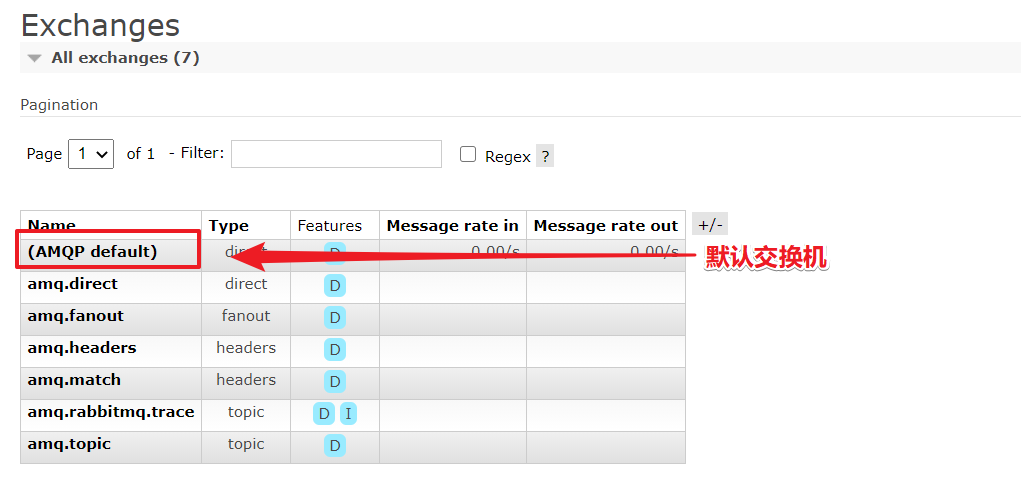 Exchanges
All exchanges (7)
Pagination
Page 1 of 1 - Filter: Regex ?
Name Type Features Message rate in Message rate out +/-
(AMQP default) direct D 0.00/s 0.00/s 默认交换机
amq.direct direct D
amq.fanout fanout D
amq.headers headers D
amq.match headers D
amq.rabbitmq.trace topic D I
amq.topic topic D